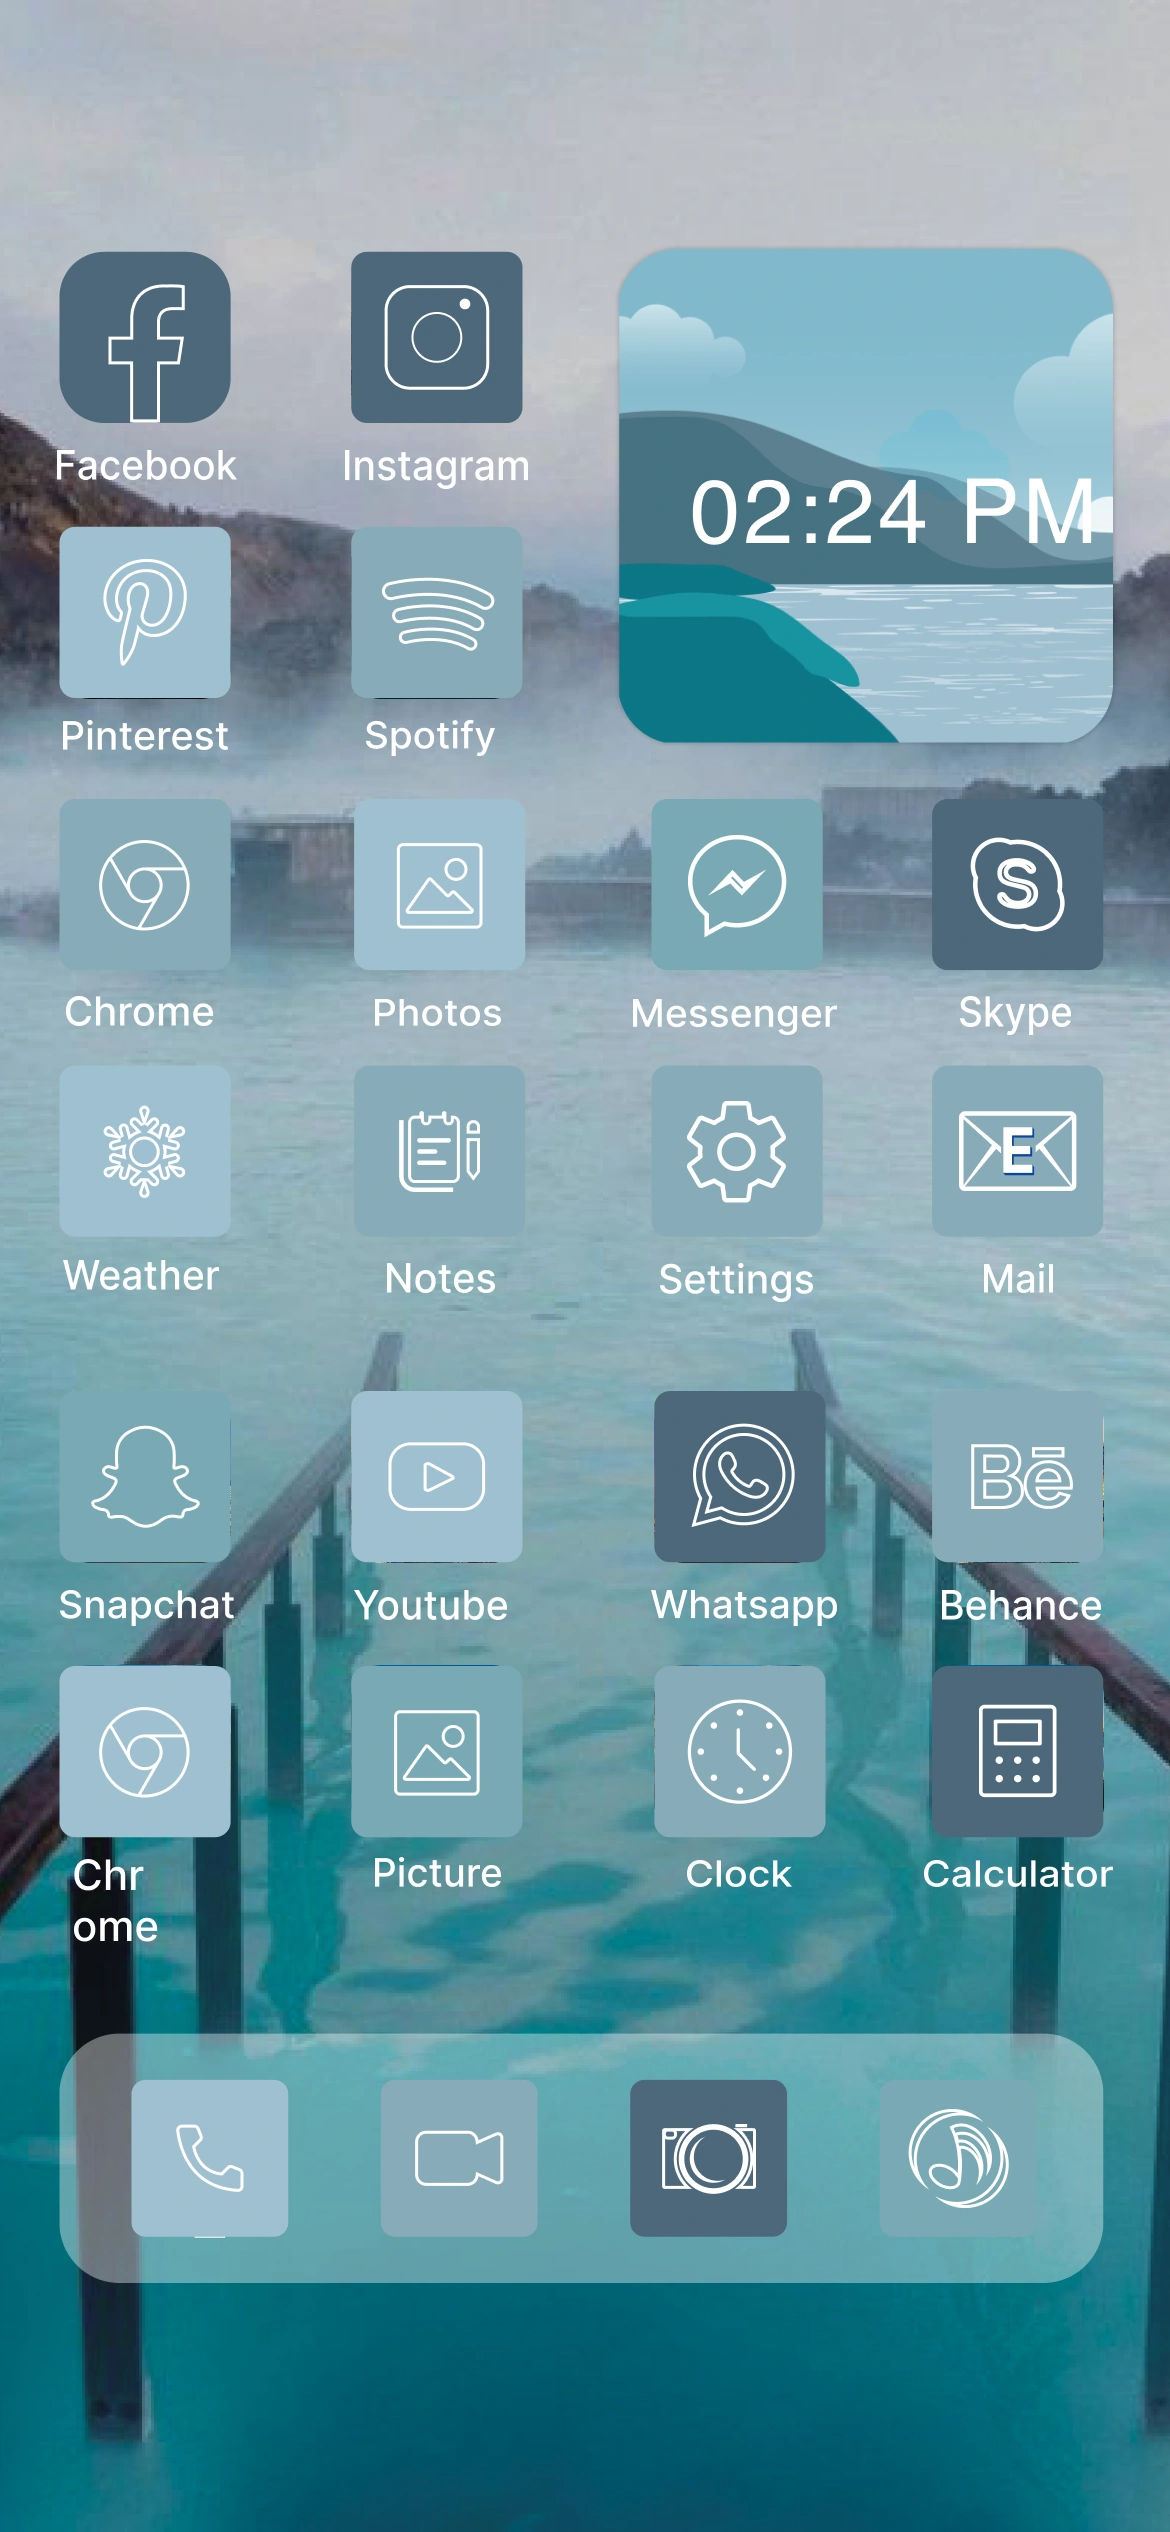 Facebook
Instagram
02:24 PM
Pinterest
Spotify
Chrome
Photos
Messenger
S
Skype
Weather
Notes
Settings
E
Mail
Snapchat
Youtube
Whatsapp
Bē
Behance
Chr
ome
Picture
Clock
Calculator